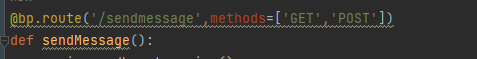 @bp.route('/sendmessage',methods=['GET','POST'])
def sendMessage():